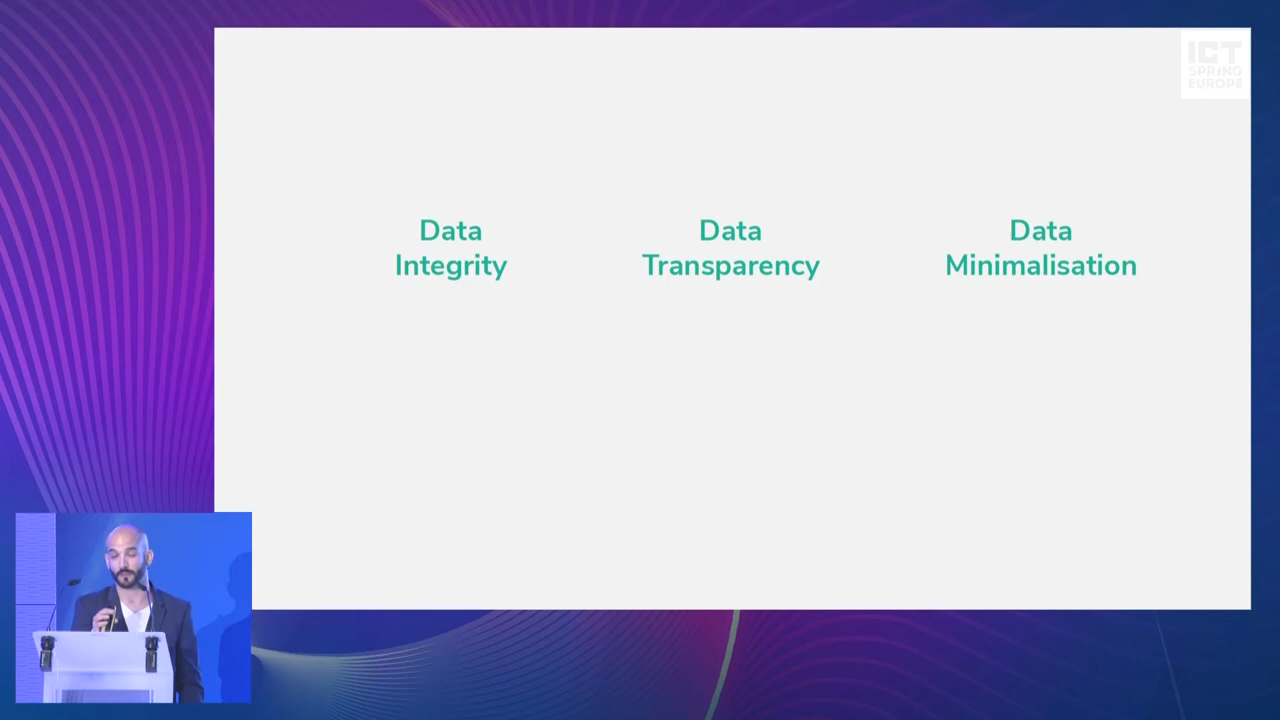 ICT
SPRING
EUROPE
Data
Integrity
Data
Transparency
Data
Minimalisation